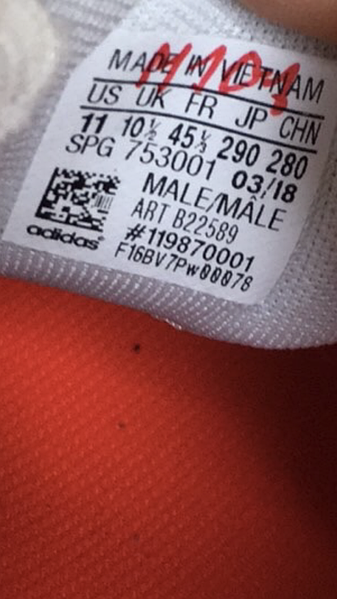 MADE IN VIETNAM
US UK FR JP CHN
11 10½ 45⅓ 290 280
SPG 753001 03/18
MALE/MÂLE
ART B22589
#119870001
adidas F16BV7Pw00078